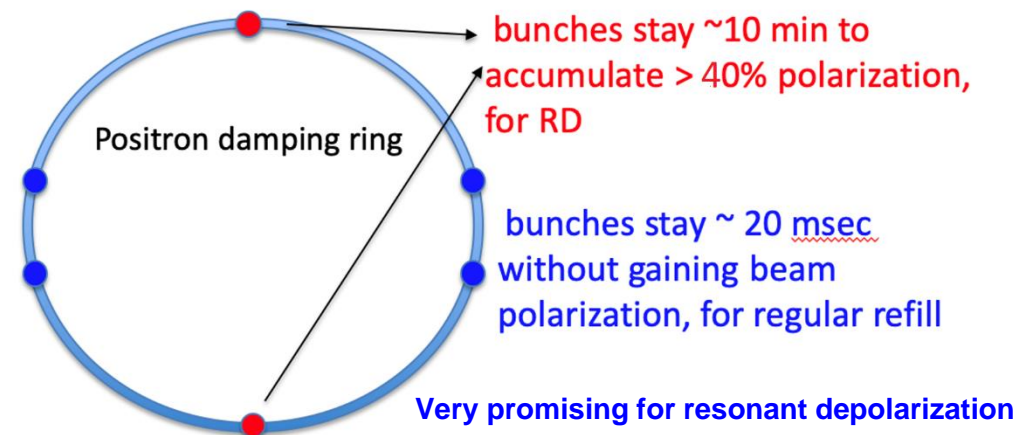 bunches stay ~10 min to
accumulate > 40% polarization,
for RD
Positron damping ring
bunches stay ~ 20 msec
without gaining beam
polarization, for regular refill
Very promising for resonant depolarization